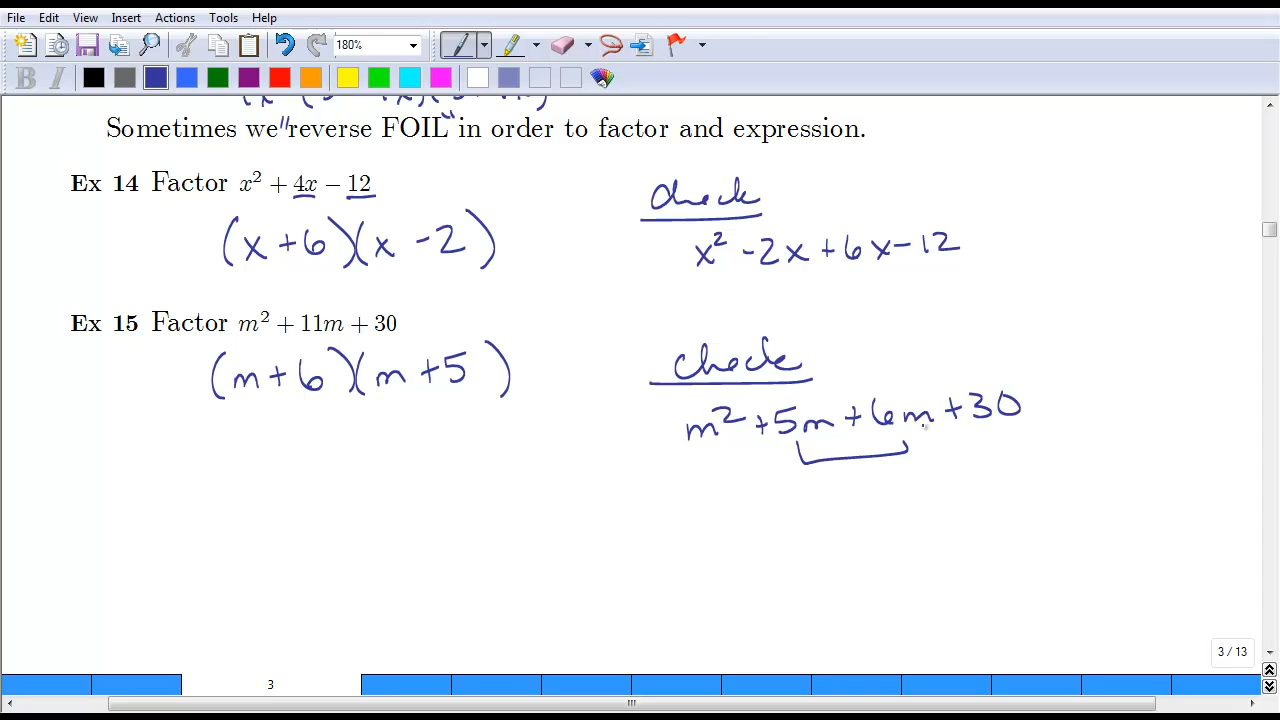 File Edit View Insert Actions Tools Help
180%
B I
Sometimes we "reverse FOIL" in order to factor and expression.
Ex 14 Factor x² + 4x − 12
(x + 6)(x - 2)
check
x² - 2x + 6x - 12
Ex 15 Factor m² + 11m + 30
(m + 6)(m + 5)
check
m² + 5m + 6m + 30
3 / 13
3